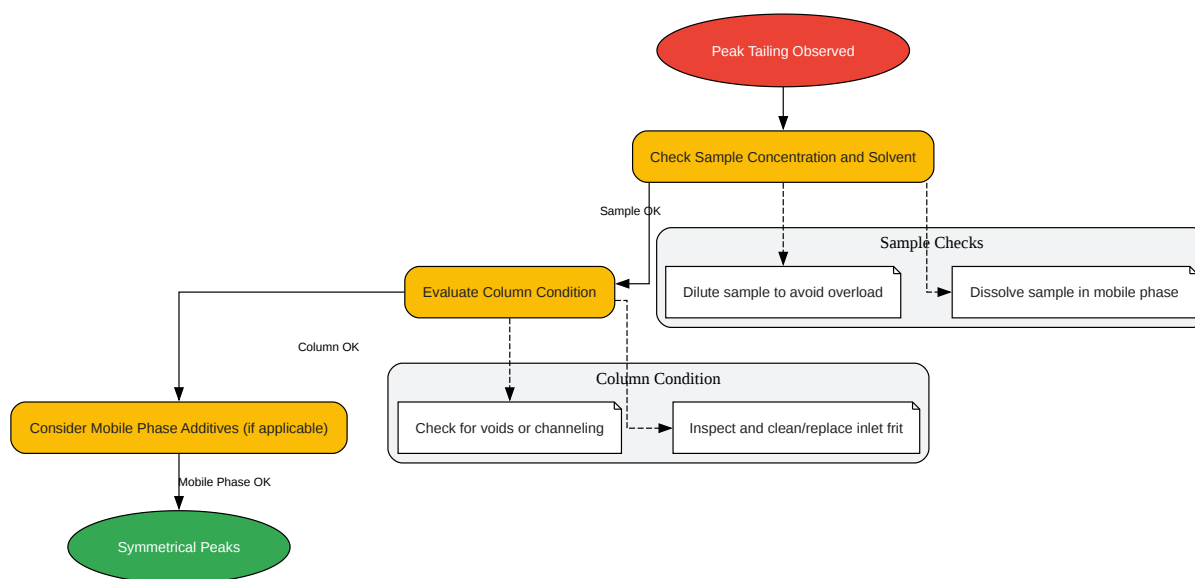 Peak Tailing Observed
Check Sample Concentration and Solvent
Sample OK
Sample Checks
Dilute sample to avoid overload
Dissolve sample in mobile phase
Evaluate Column Condition
Column OK
Column Condition
Check for voids or channeling
Inspect and clean/replace inlet frit
Consider Mobile Phase Additives (if applicable)
Mobile Phase OK
Symmetrical Peaks